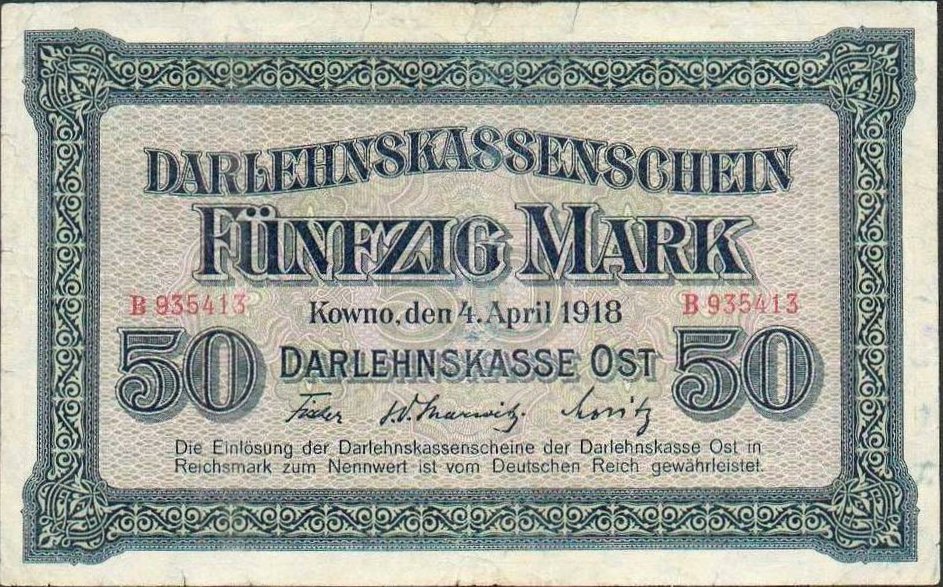 DARLEHNSKASSENSCHEIN
FÜNFZIG MARK
B 935413 B 935413
Kowno, den 4. April 1918
50 50
DARLEHNSKASSE OST
Die Einlösung der Darlehnskassenscheine der Darlehnskasse Ost in
Reichsmark zum Nennwert ist vom Deutschen Reich gewährleistet.